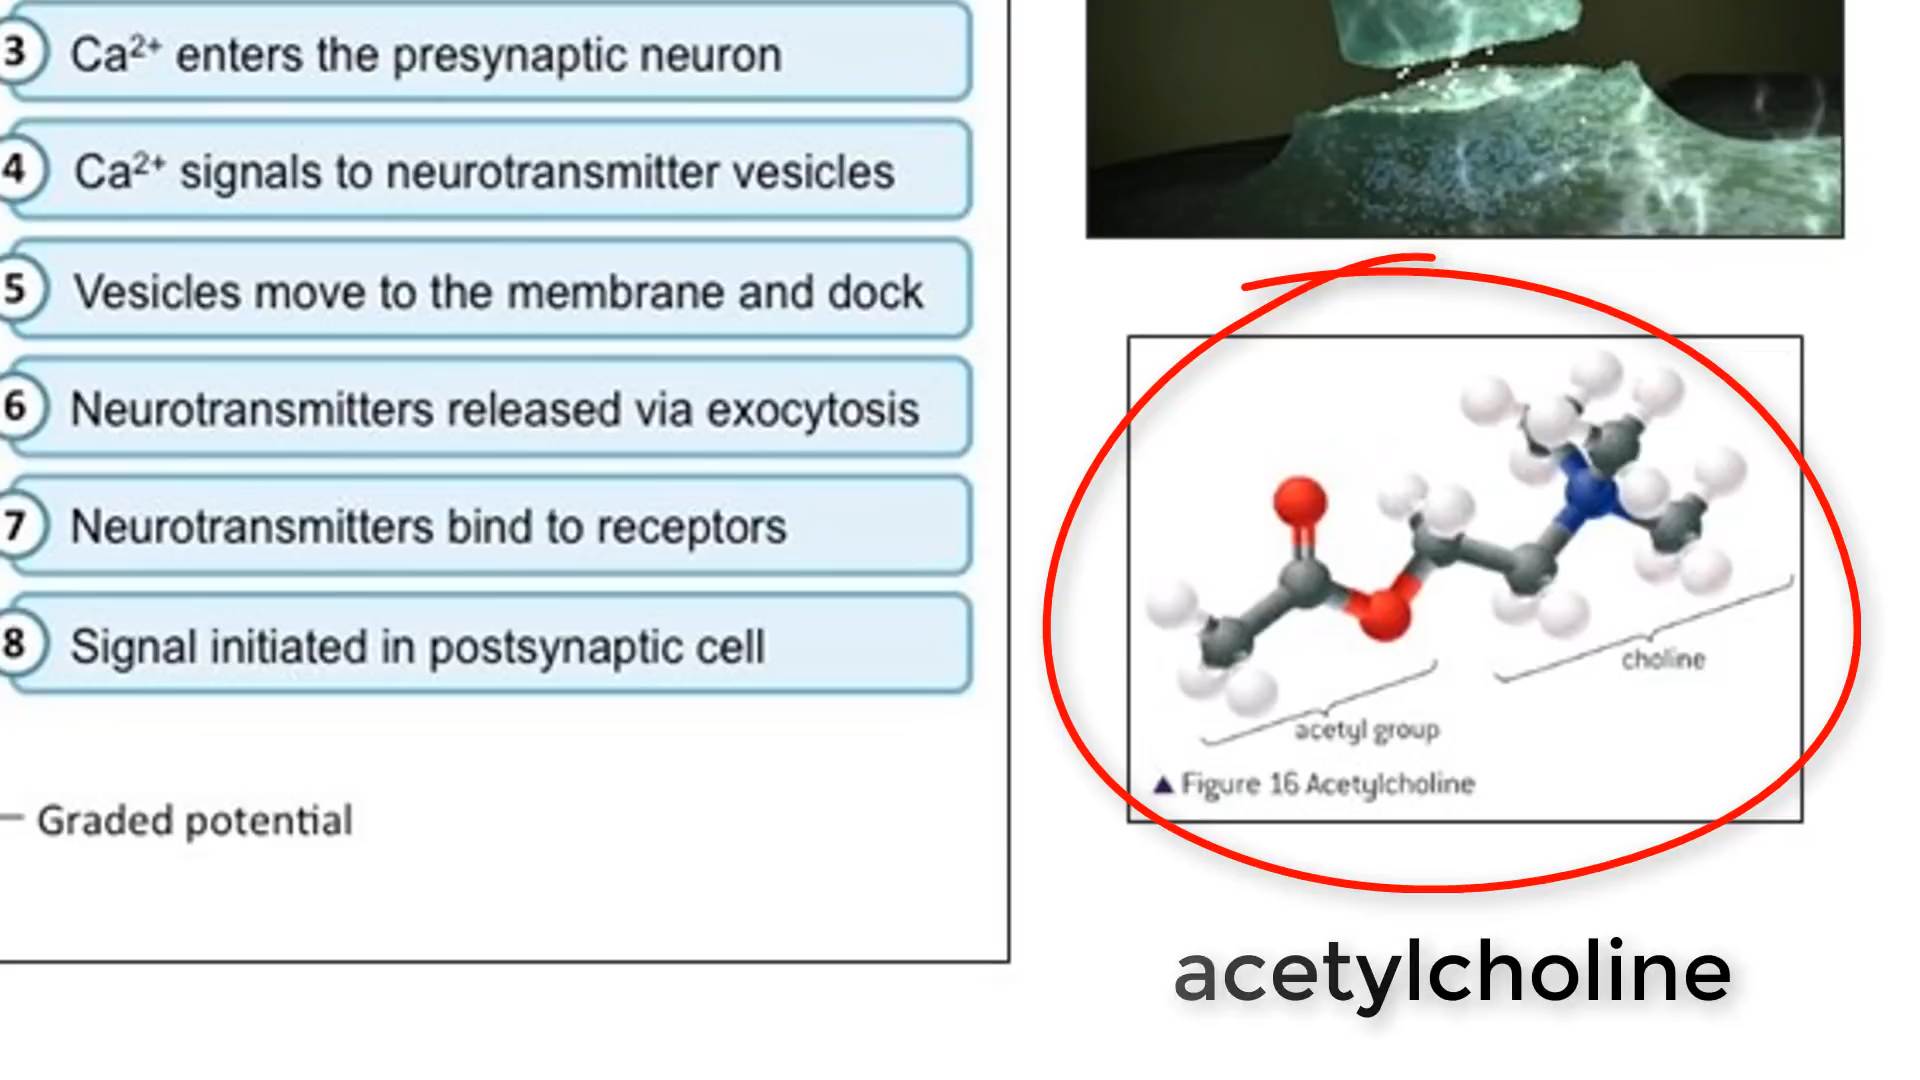 3 Ca²⁺ enters the presynaptic neuron
4 Ca²⁺ signals to neurotransmitter vesicles
5 Vesicles move to the membrane and dock
6 Neurotransmitters released via exocytosis
7 Neurotransmitters bind to receptors
8 Signal initiated in postsynaptic cell
Graded potential
choline
acetyl group
▲ Figure 16 Acetylcholine
acetylcholine